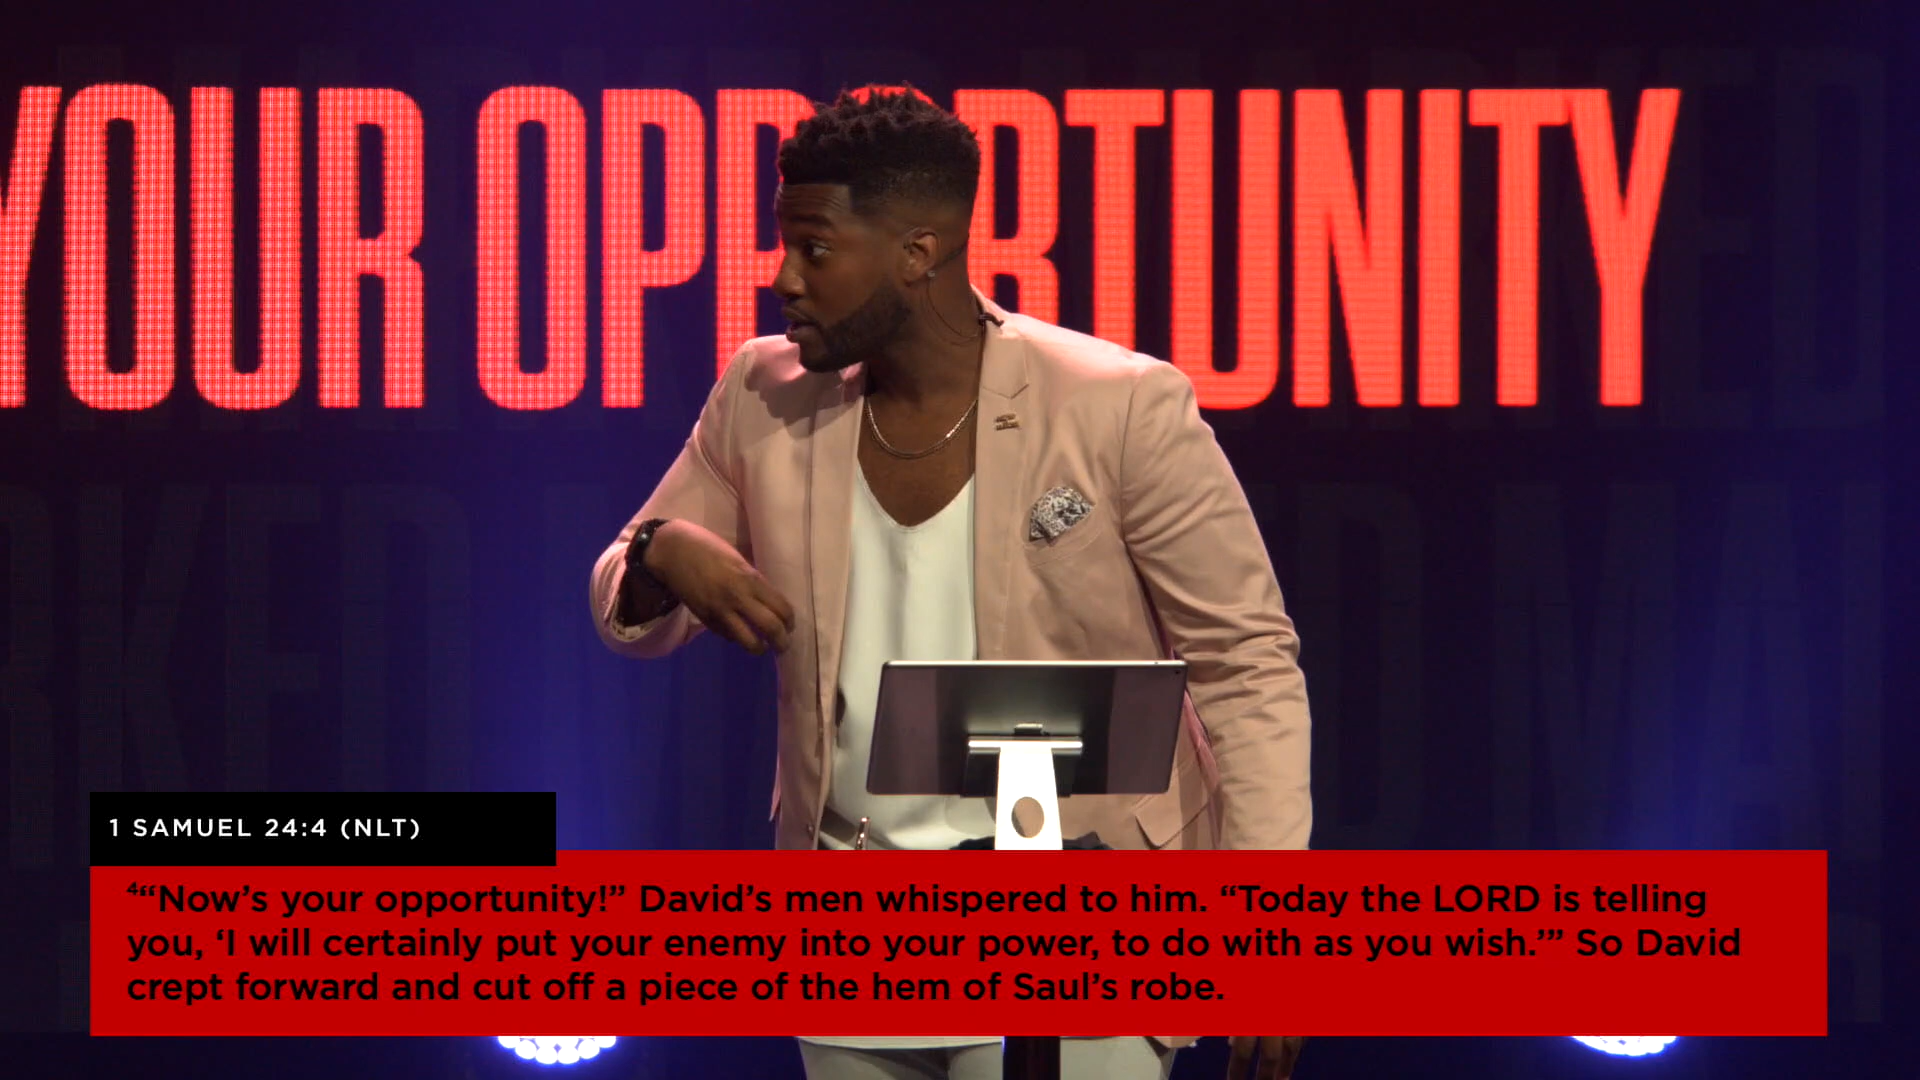 YOUR OPPORTUNITY
1 SAMUEL 24:4 (NLT)
⁴“Now’s your opportunity!” David’s men whispered to him. “Today the LORD is telling
you, ‘I will certainly put your enemy into your power, to do with as you wish.’” So David
crept forward and cut off a piece of the hem of Saul’s robe.